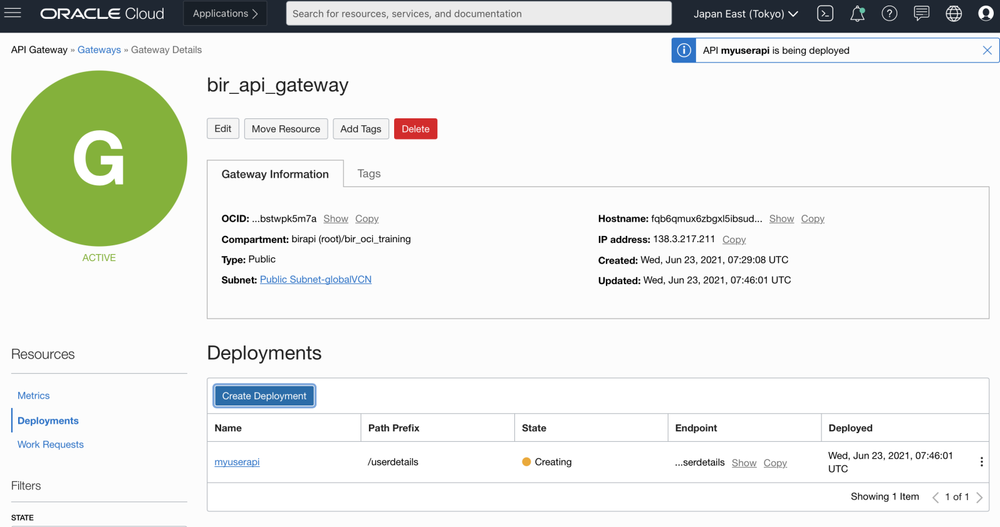 ORACLE Cloud
Applications
Search for resources, services, and documentation
Japan East (Tokyo)
API Gateway » Gateways » Gateway Details
API myuserapi is being deployed
G
ACTIVE
bir_api_gateway
Edit
Move Resource
Add Tags
Delete
Gateway Information
Tags
OCID: ...bstwpk5m7a Show Copy
Compartment: birapi (root)/bir_oci_training
Type: Public
Subnet: Public Subnet-globalVCN
Hostname: fqb6qmux6zbgxl5ibsud... Show Copy
IP address: 138.3.217.211 Copy
Created: Wed, Jun 23, 2021, 07:29:08 UTC
Updated: Wed, Jun 23, 2021, 07:46:01 UTC
Resources
Metrics
Deployments
Work Requests
Filters
STATE
Deployments
Create Deployment
Name Path Prefix State Endpoint Deployed
myuserapi /userdetails Creating ...serdetails Show Copy Wed, Jun 23, 2021, 07:46:01
UTC
Showing 1 Item 1 of 1